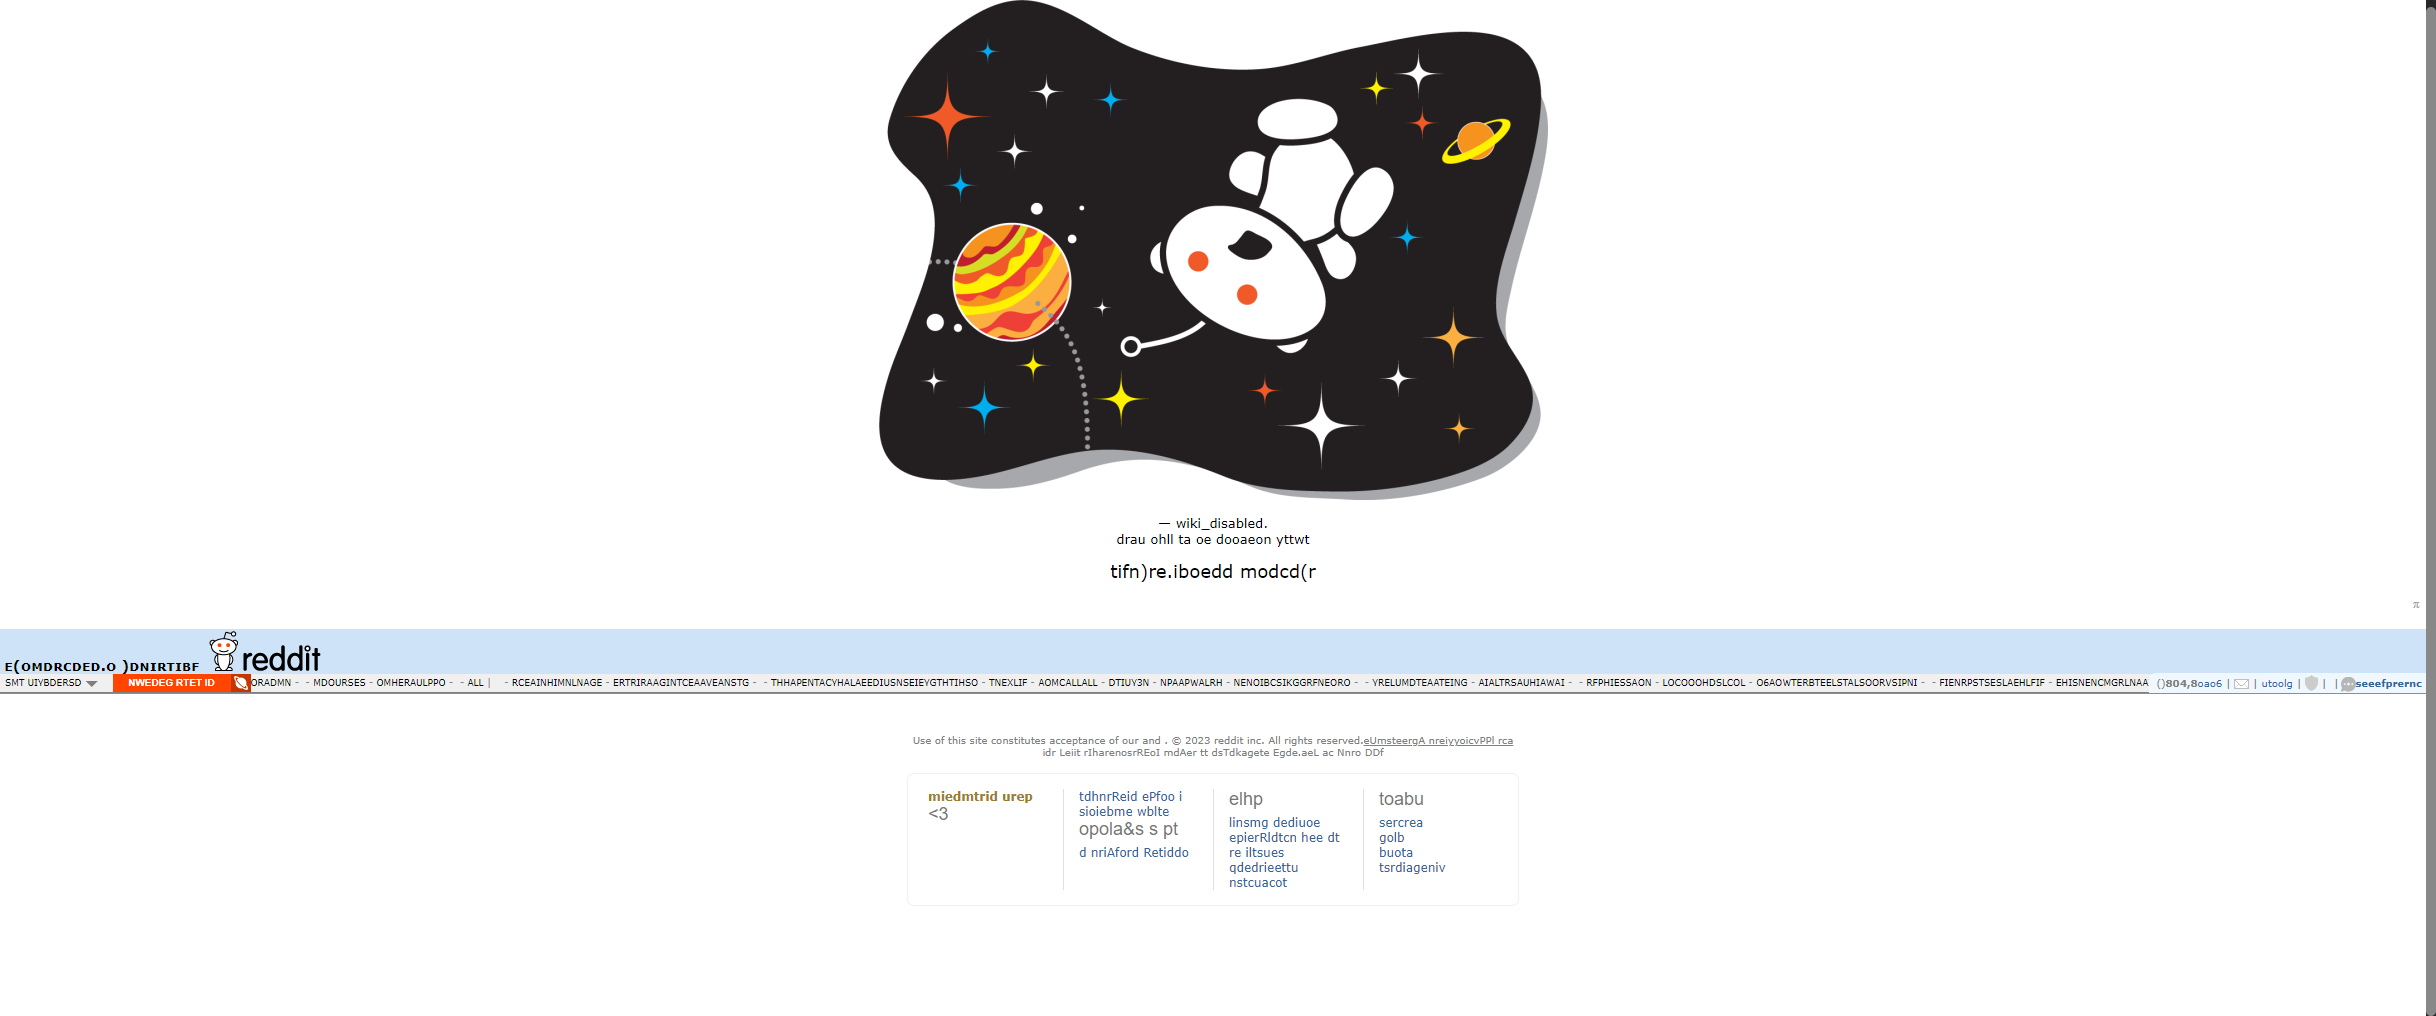 — wiki_disabled.
drau ohll ta oe dooaeon yttwt
tifn)re.iboedd modcd(r
π
E(OMDRCDED.O )DNIRTIBF reddit
SMT UIYBDERSD NWEDEG RTET ID ORADMN - - MDOURSES - OMHERAULPPO - - ALL | - RCEAINHIMNLNAGE - ERTRIRAAGINTCEAAVEANSTG - - THHAPENTACYHALAEEDIUSNSEIEYGTHTIHSO - TNEXLIF - AOMCALLALL - DTIUY3N - NPAAPWALRH - NENOIBCSIKGGRFNEORO - - YRELUMDTEAATEING - AIALTRSAUHIAWAI - - RFPHIESSAON - LOCOOOHDSLCOL - O6AOWTERBTEELSTALSOORVSIPNI - - FIENRPSTSESLAEHLFIF - EHISNENCMGRLNAA ()804,8oao6 | | utoolg | | | seeefprernc
Use of this site constitutes acceptance of our and . © 2023 reddit inc. All rights reserved.eUmsteergA nreiyyoicvPPl rca
idr Leiit rIharenosrREoI mdAer tt dsTdkagete Egde.aeL ac Nnro DDf
miedmtrid urep
<3
tdhnrReid ePfoo i
sioiebme wblte
opola&s s pt
d nriAford Retiddo
elhp
linsmg dediuoe
epierRldtcn hee dt
re iltsues
qdedrieettu
nstcuacot
toabu
sercrea
golb
buota
tsrdiageniv